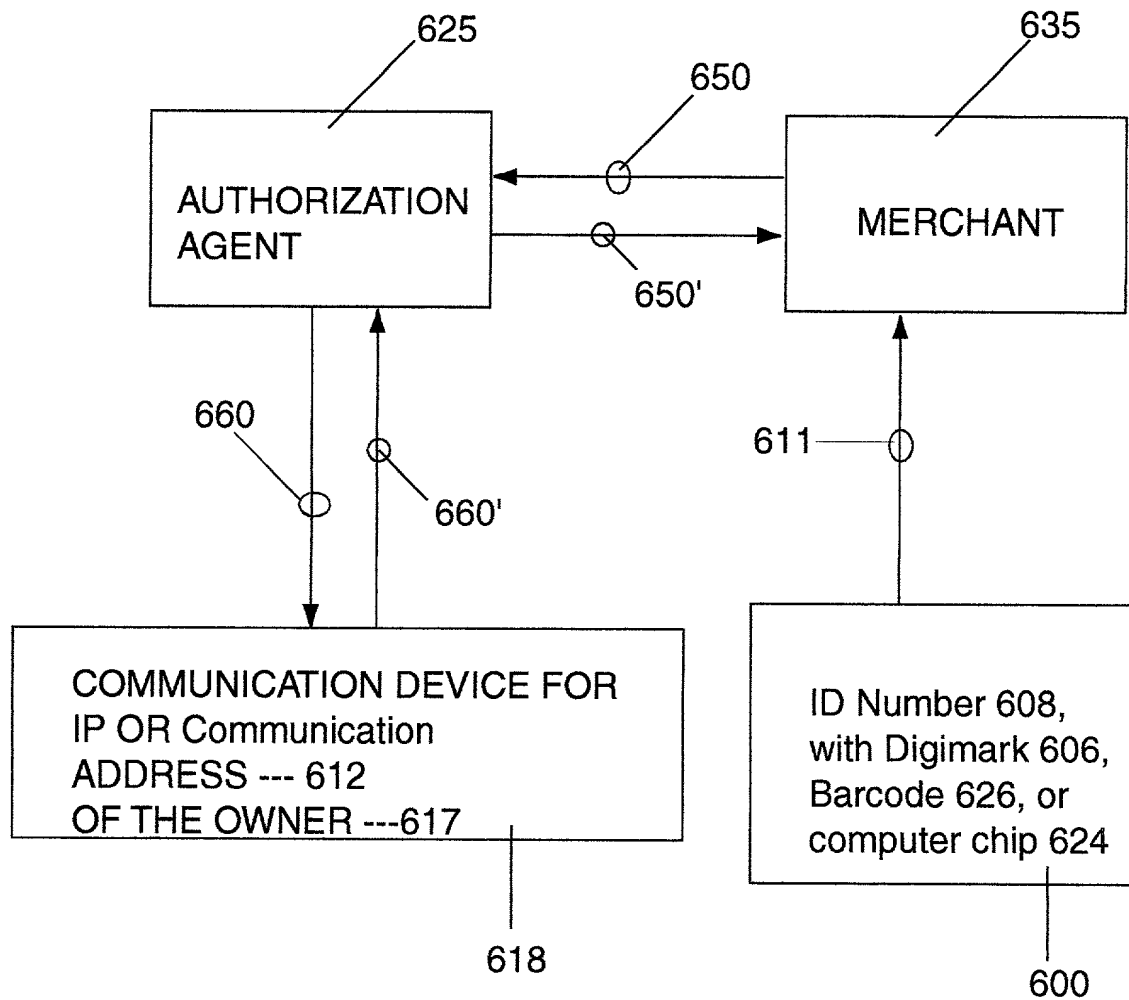 625
635
650
AUTHORIZATION
AGENT
MERCHANT
650'
660
611
660'
COMMUNICATION DEVICE FOR
IP OR Communication
ADDRESS --- 612
OF THE OWNER ---617
ID Number 608,
with Digimark 606,
Barcode 626, or
computer chip 624
618
600